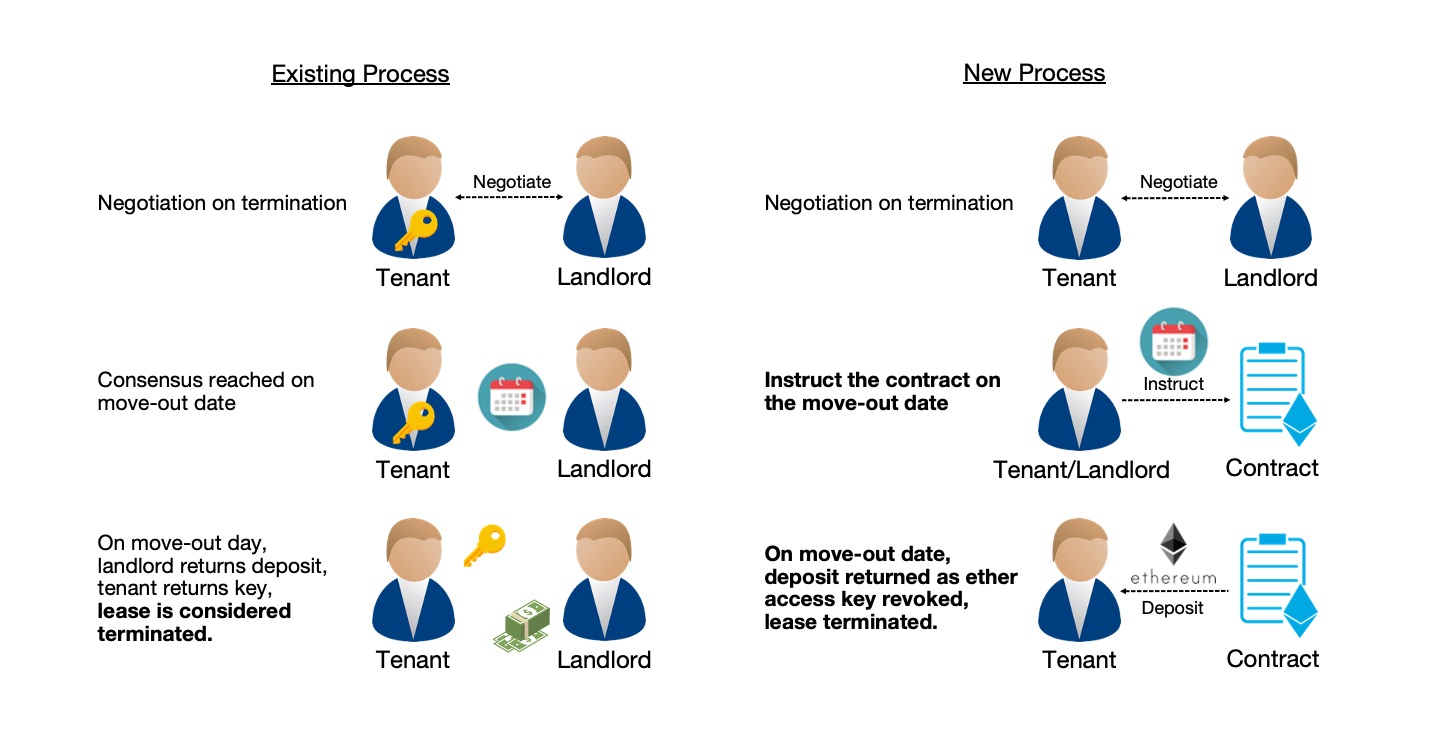 Existing Process
Negotiation on termination
Negotiate
Tenant
Landlord
Consensus reached on
move-out date
Tenant
Landlord
On move-out day,
landlord returns deposit,
tenant returns key,
lease is considered
terminated.
Tenant
Landlord
New Process
Negotiation on termination
Negotiate
Tenant
Landlord
Instruct the contract on
the move-out date
Instruct
Tenant/Landlord
Contract
On move-out date,
deposit returned as ether
access key revoked,
lease terminated.
ethereum
Deposit
Tenant
Contract